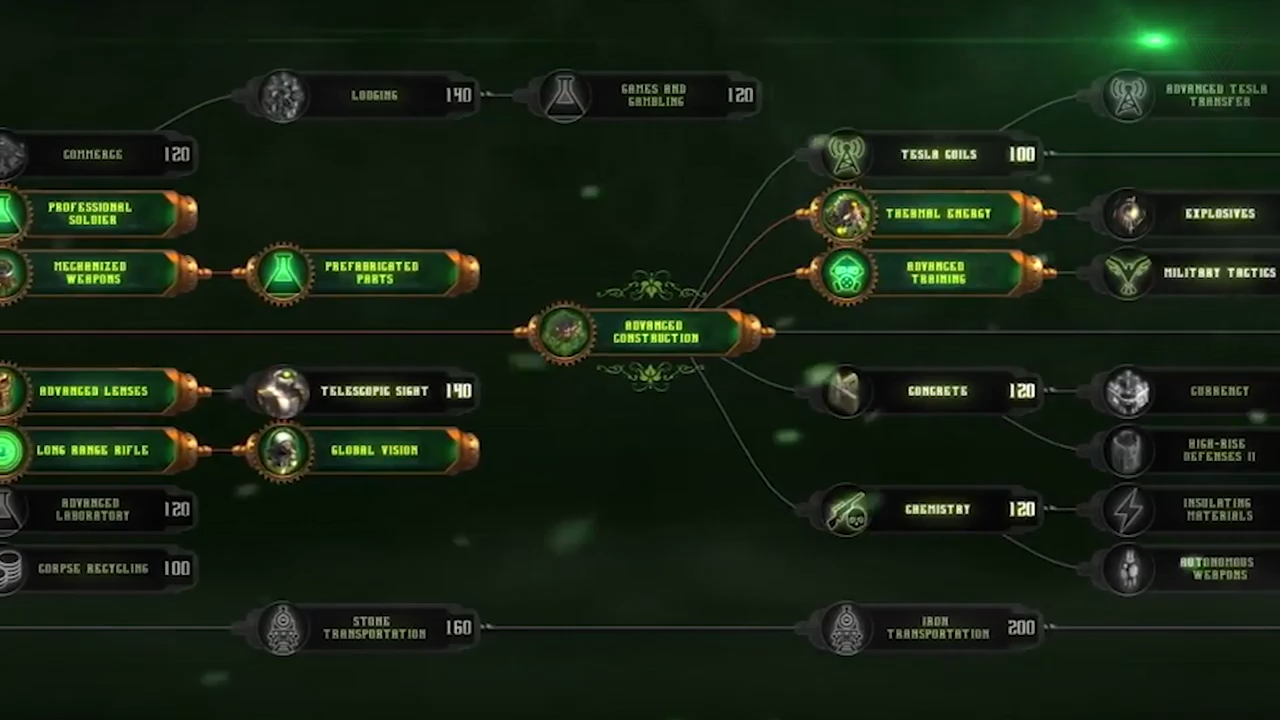 LODGING 140
GAMES AND
GAMBLING 120
ADVANCED TESLA
TRANSFER
COMMERCE 120
TESLA COILS 100
PROFESSIONAL
SOLDIER
THERMAL ENERGY
EXPLOSIVES
MECHANIZED
WEAPONS
PREFABRICATED
PARTS
ADVANCED
TRAINING
MILITARY TACTICS
ADVANCED
CONSTRUCTION
ADVANCED LENSES
TELESCOPIC SIGHT 140
CONCRETE 120
CURRENCY
LONG RANGE RIFLE
GLOBAL VISION
HIGH-RISE
DEFENSES II
ADVANCED
LABORATORY 120
CHEMISTRY 120
INSULATING
MATERIALS
CORPSE RECYCLING 100
AUTONOMOUS
WEAPONS
STONE
TRANSPORTATION 160
IRON
TRANSPORTATION 200